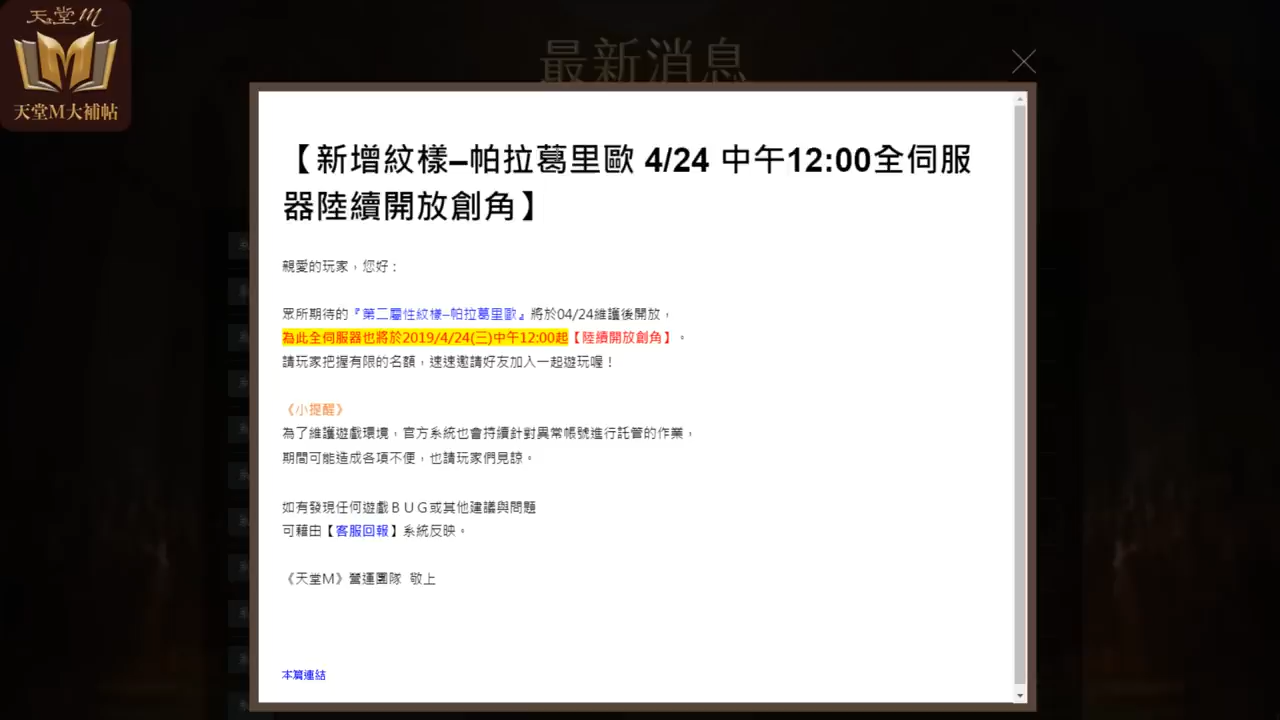 天堂M
天堂M大補帖
最新消息
【新增紋樣–帕拉葛里歐 4/24 中午12:00全伺服
器陸續開放創角】
親愛的玩家，您好：
眾所期待的『第二屬性紋樣–帕拉葛里歐』將於04/24維護後開放，
為此全伺服器也將於2019/4/24(三)中午12:00起【陸續開放創角】。
請玩家把握有限的名額，速速邀請好友加入一起遊玩喔！
《小提醒》
為了維護遊戲環境，官方系統也會持續針對異常帳號進行託管的作業，
期間可能造成各項不便，也請玩家們見諒。
如有發現任何遊戲ＢＵＧ或其他建議與問題
可藉由【客服回報】系統反映。
《天堂M》營運團隊 敬上
本篇連結